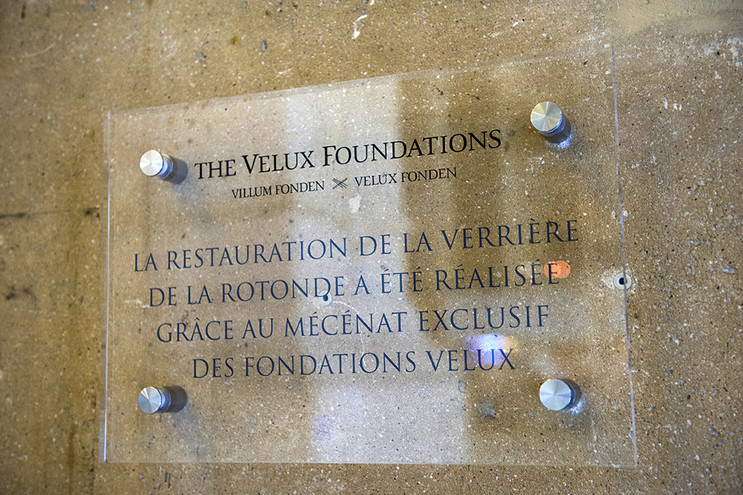 THE VELUX FOUNDATIONS
VILLUM FONDEN VELUX FONDEN
LA RESTAURATION DE LA VERRIÈRE
DE LA ROTONDE A ÉTÉ RÉALISÉE
GRÂCE AU MÉCÉNAT EXCLUSIF
DES FONDATIONS VELUX